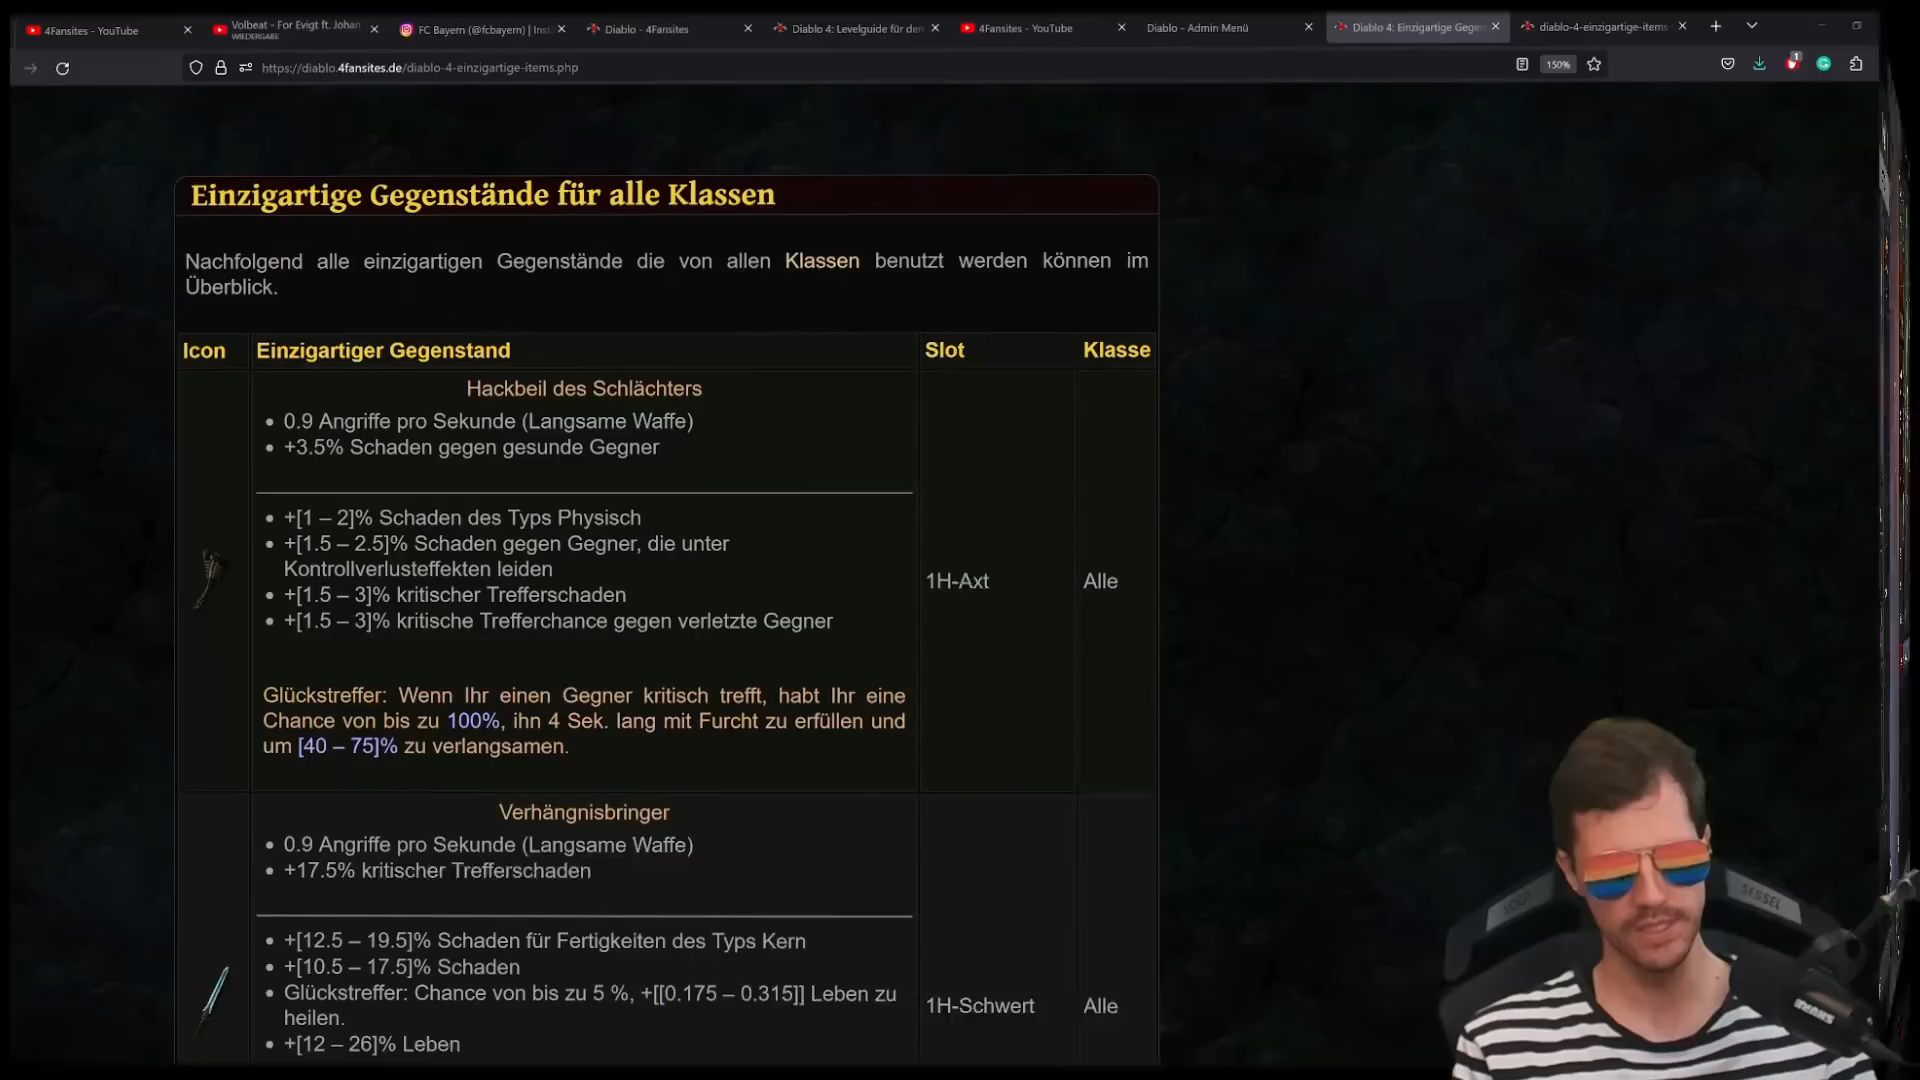 4Fansites - YouTube
Volbeat - For Evigt ft. Johan
WIEDERGABE
FC Bayern (@fcbayern) | Inst
Diablo - 4Fansites
Diablo 4: Levelguide für den
4Fansites - YouTube
Diablo - Admin Menü
Diablo 4: Einzigartige Gegen
diablo-4-einzigartige-items
https://diablo.4fansites.de/diablo-4-einzigartige-items.php
150%
1
Einzigartige Gegenstände für alle Klassen
Nachfolgend alle einzigartigen Gegenstände die von allen Klassen benutzt werden können im
Überblick.
Icon Einzigartiger Gegenstand Slot Klasse
Hackbeil des Schlächters
• 0.9 Angriffe pro Sekunde (Langsame Waffe)
• +3.5% Schaden gegen gesunde Gegner
• +[1 – 2]% Schaden des Typs Physisch
• +[1.5 – 2.5]% Schaden gegen Gegner, die unter
Kontrollverlusteffekten leiden
• +[1.5 – 3]% kritischer Trefferschaden
• +[1.5 – 3]% kritische Trefferchance gegen verletzte Gegner
Glückstreffer: Wenn Ihr einen Gegner kritisch trefft, habt Ihr eine
Chance von bis zu 100%, ihn 4 Sek. lang mit Furcht zu erfüllen und
um [40 – 75]% zu verlangsamen.
1H-Axt
Alle
Verhängnisbringer
• 0.9 Angriffe pro Sekunde (Langsame Waffe)
• +17.5% kritischer Trefferschaden
• +[12.5 – 19.5]% Schaden für Fertigkeiten des Typs Kern
• +[10.5 – 17.5]% Schaden
• Glückstreffer: Chance von bis zu 5 %, +[[0.175 – 0.315]] Leben zu
heilen.
• +[12 – 26]% Leben
1H-Schwert
Alle
SESSEL